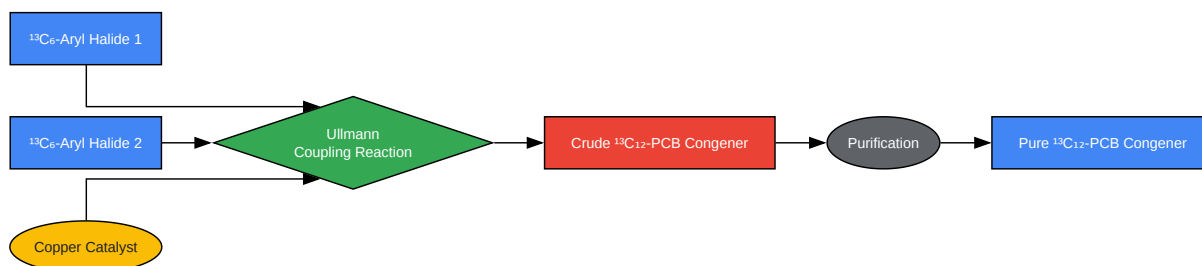 ¹³C₆-Aryl Halide 1
¹³C₆-Aryl Halide 2
Copper Catalyst
Ullmann
Coupling Reaction
Crude ¹³C₁₂-PCB Congener
Purification
Pure ¹³C₁₂-PCB Congener